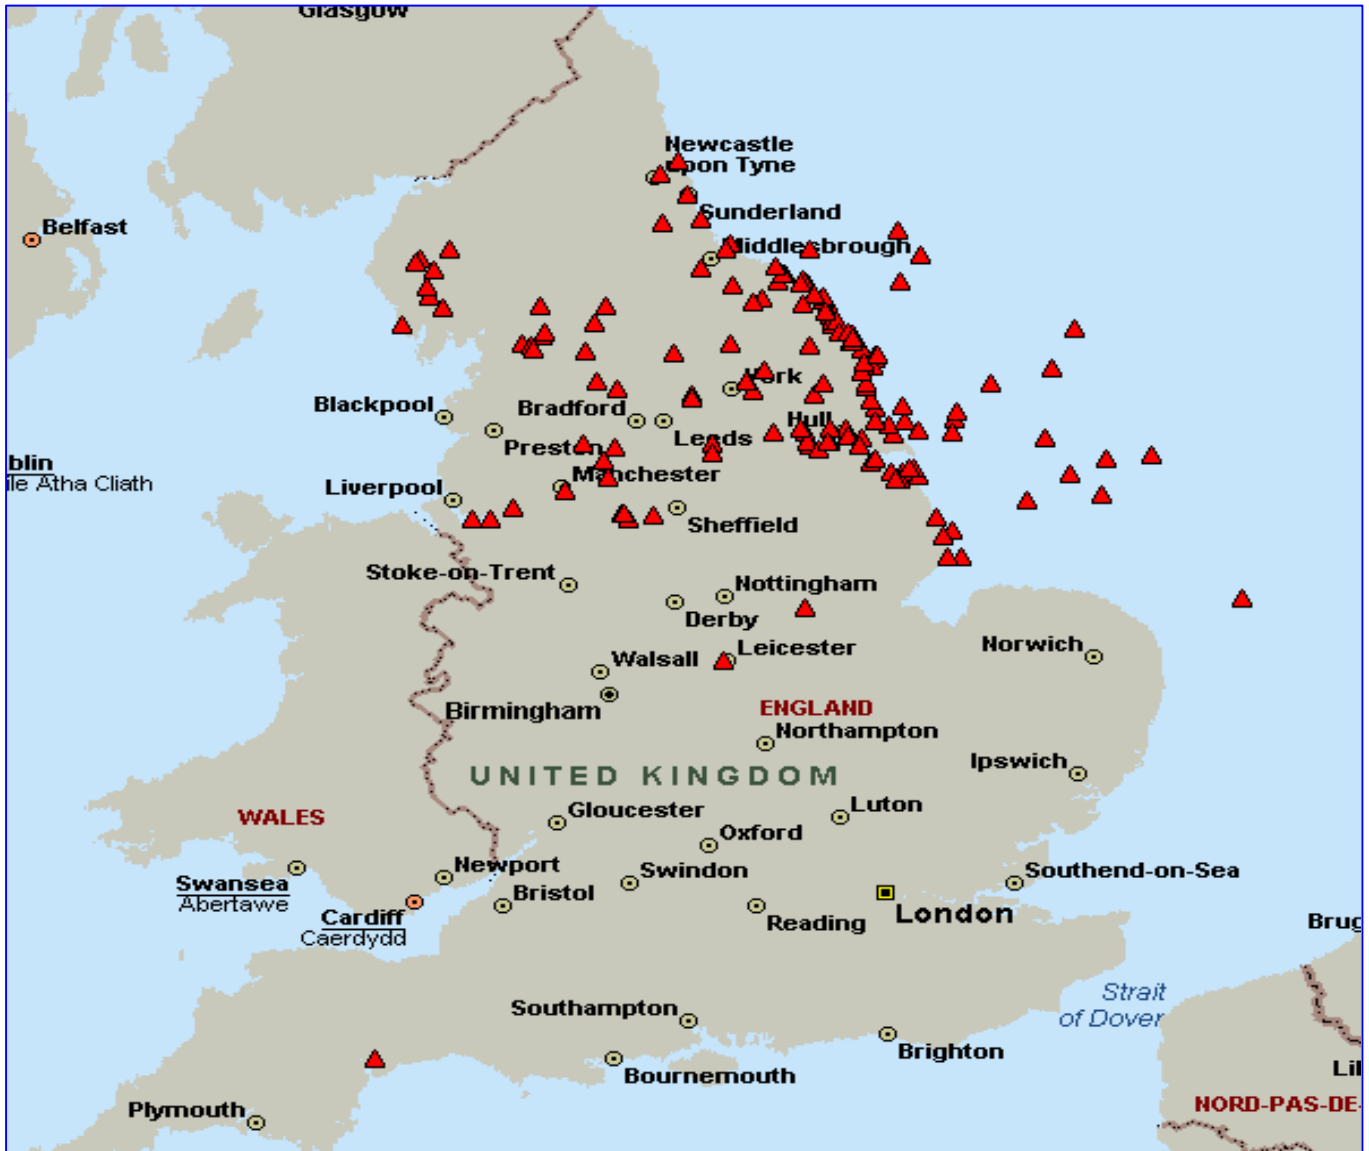 Glasgow
Newcastle
upon Tyne
Belfast
Sunderland
Middlesbrough
York
Blackpool
Bradford
Hull
Leeds
Preston
blin
ile Átha Cliath
Manchester
Liverpool
Sheffield
Stoke-on-Trent
Nottingham
Derby
Norwich
Walsall
Leicester
Birmingham
ENGLAND
Northampton
Ipswich
UNITED KINGDOM
WALES
Gloucester
Luton
Oxford
Newport
Swindon
Southend-on-Sea
Swansea
Abertawe
Bristol
Cardiff
Caerdydd
Reading
London
Brug
Strait
of Dover
Southampton
Brighton
Bournemouth
Lil
Plymouth
NORD-PAS-DE-